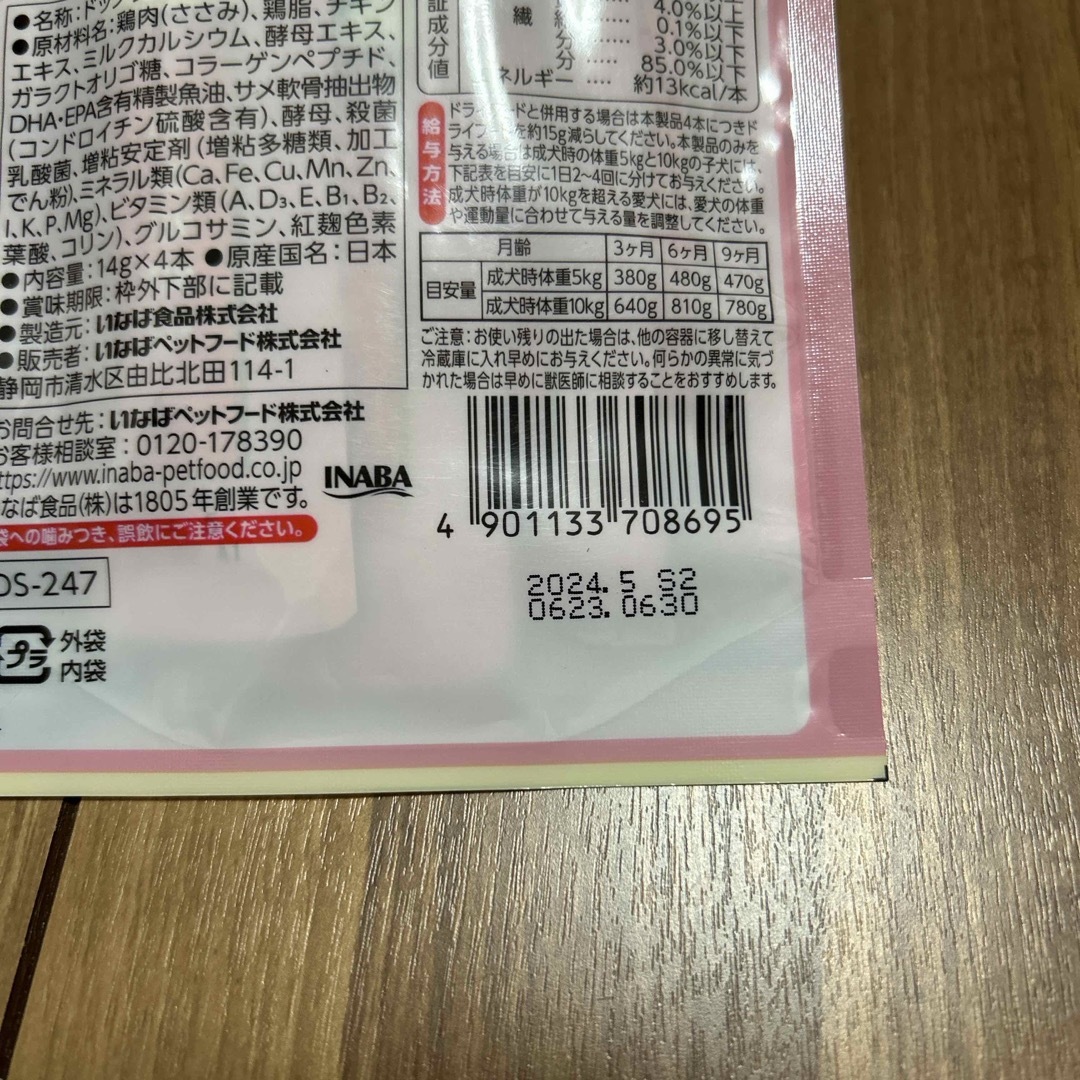 ●名称:ドッグ
●原材料名:鶏肉(ささみ)、鶏脂、チキン
エキス、ミルクカルシウム、酵母エキス、
ガラクトオリゴ糖、コラーゲンペプチド、
DHA・EPA含有精製魚油、サメ軟骨抽出物
(コンドロイチン硫酸含有)、酵母、殺菌
乳酸菌、増粘安定剤(増粘多糖類、加工
でん粉)、ミネラル類(Ca、Fe、Cu、Mn、Zn、
I、K、P、Mg)、ビタミン類(A、D₃、E、B₁、B₂、
葉酸、コリン)、グルコサミン、紅麹色素
●内容量:14g×4本 ●原産国名:日本
●賞味期限:枠外下部に記載
●製造元:いなば食品株式会社
●販売者:いなばペットフード株式会社
静岡市清水区由比北田114-1
お問合せ先:いなばペットフード株式会社
お客様相談室:0120-178390
ttps://www.inaba-petfood.co.jp
なば食品(株)は1805年創業です。
袋への噛みつき、誤飲にご注意ください。
DS-247
プラ 外袋
内袋
INABA
証成分値
4.0%以上
繊 0.1%以上
分 3.0%以下
分 85.0%以下
ネルギー 約13kcal/本
給与方法
ドライフードと併用する場合は本製品4本につきド
ライフードを約15g減らしてください。本製品のみを
与える場合は成犬時の体重5kgと10kgの子犬には、
下記表を目安に1日2~4回に分けてお与えください。
成犬時体重が10kgを超える愛犬には、愛犬の体重
や運動量に合わせて与える量を調整してください。
月齢 3ヶ月 6ヶ月 9ヶ月
目安量 成犬時体重5kg 380g 480g 470g
成犬時体重10kg 640g 810g 780g
ご注意:お使い残りの出た場合は、他の容器に移し替えて
冷蔵庫に入れ早めにお与えください。何らかの異常に気づ
かれた場合は早めに獣医師に相談することをおすすめします。
4 901133 708695
2024.5 S2
0623.0630